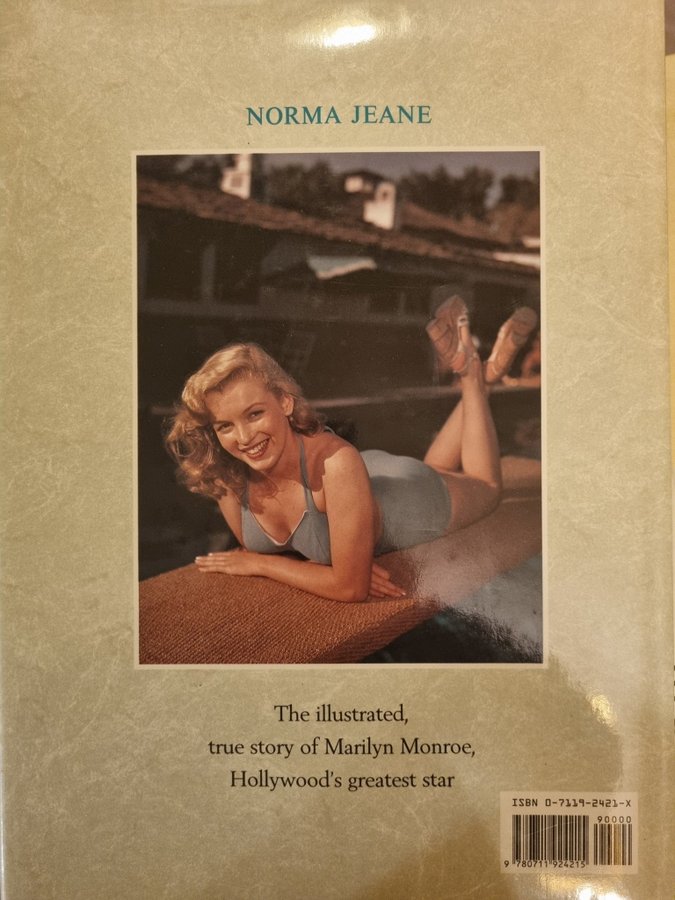 NORMA JEANE
The illustrated,
true story of Marilyn Monroe,
Hollywood's greatest star
ISBN 0-7119-2421-X
90000
9 780711 924215